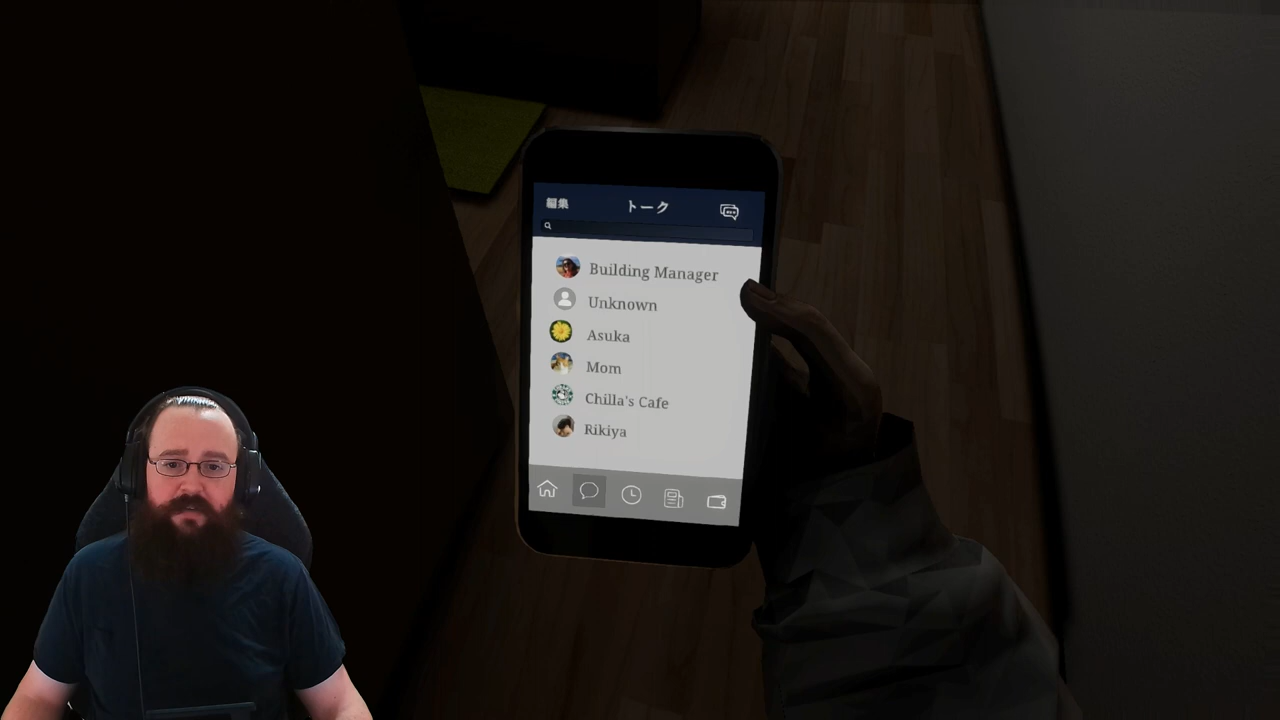 編集
トーク
Building Manager
Unknown
Asuka
Mom
Chilla's Cafe
Rikiya